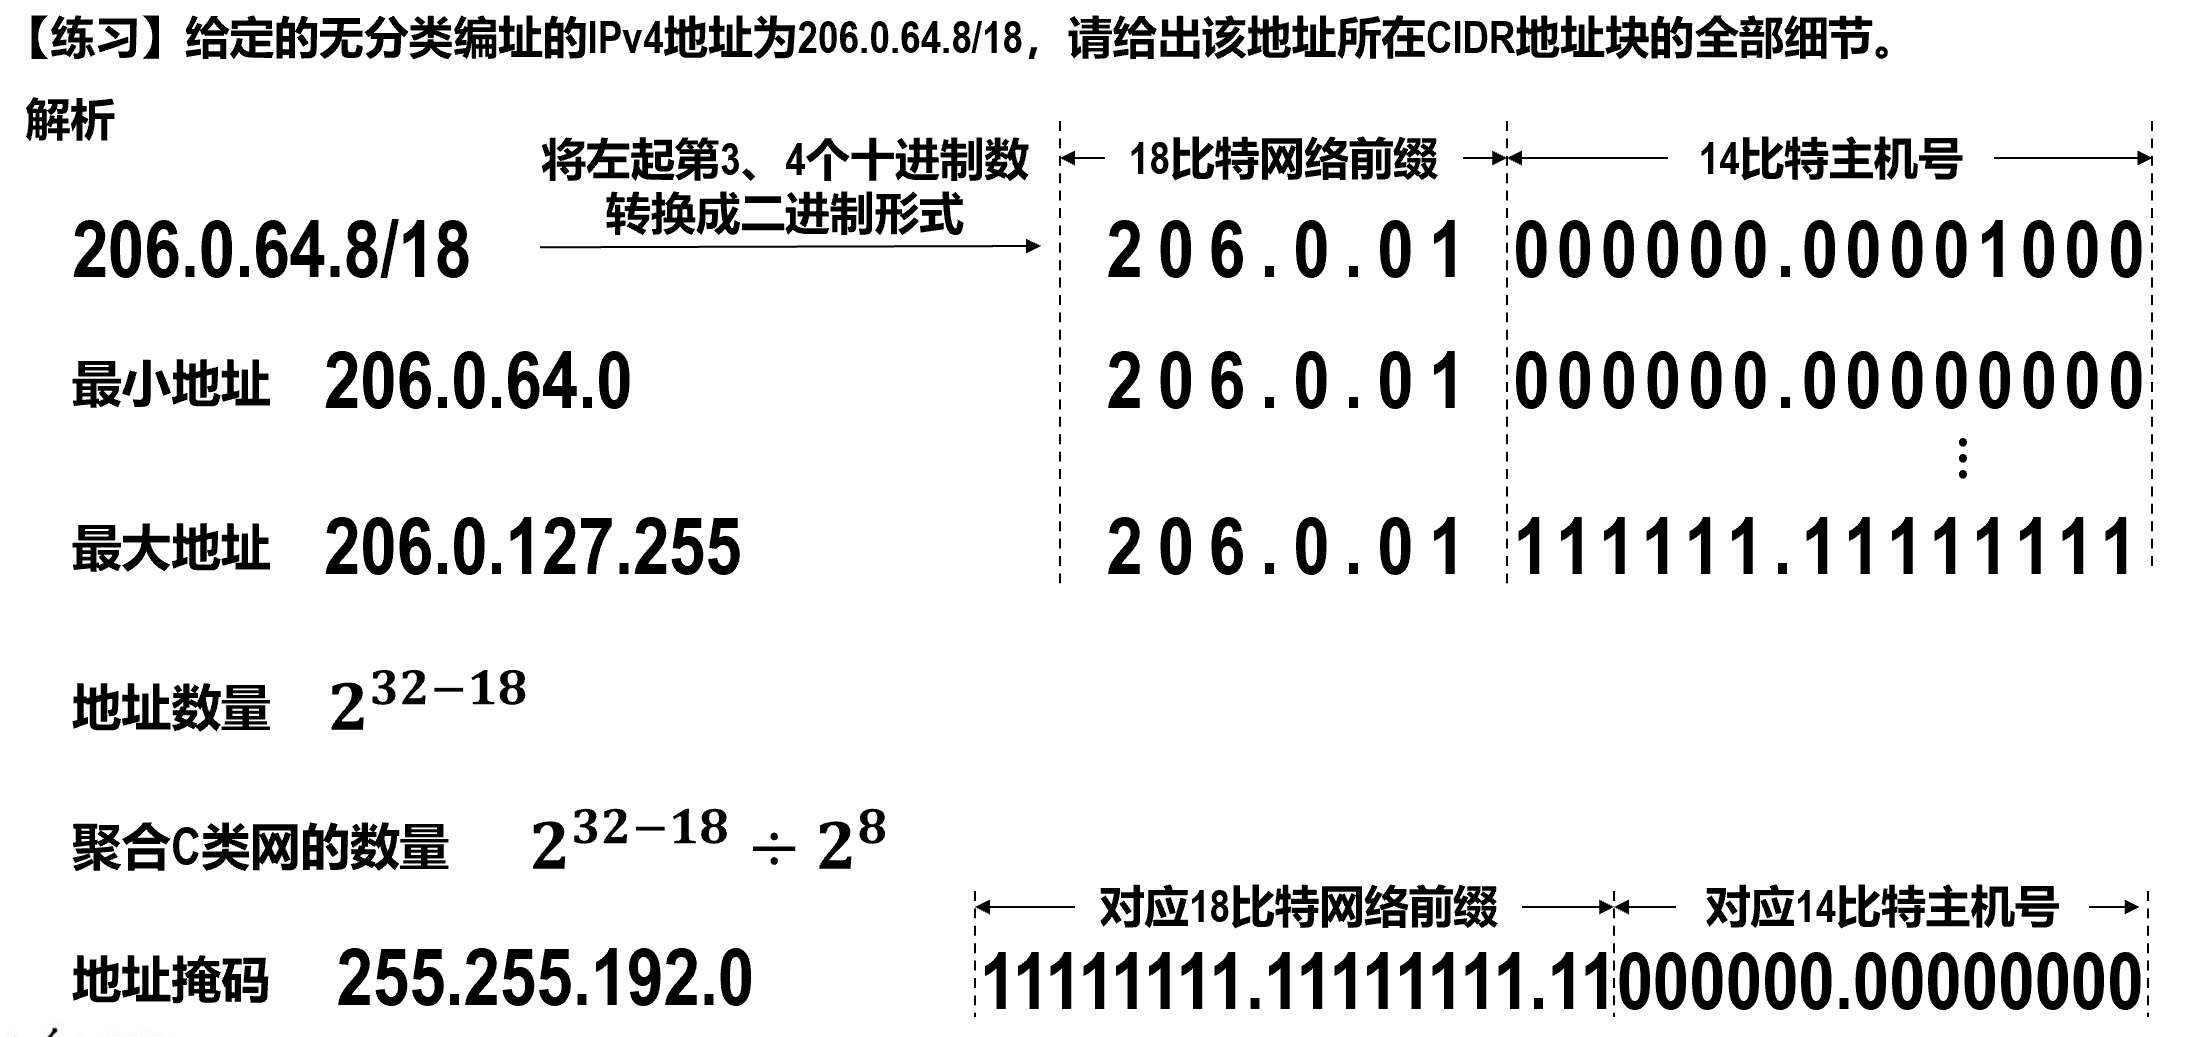 【练习】给定的无分类编址的IPv4地址为206.0.64.8/18，请给出该地址所在CIDR地址块的全部细节。
解析
将左起第3、4个十进制数
转换成二进制形式
18比特网络前缀
14比特主机号
206.0.64.8/18
206.0.01 000000.00001000
最小地址 206.0.64.0
206.0.01 000000.00000000
⋮
最大地址 206.0.127.255
206.0.01 111111.11111111
地址数量 2^{32−18}
聚合C类网的数量 2^{32−18} ÷ 2^8
对应18比特网络前缀
对应14比特主机号
地址掩码 255.255.192.0
11111111.11111111.11000000.00000000